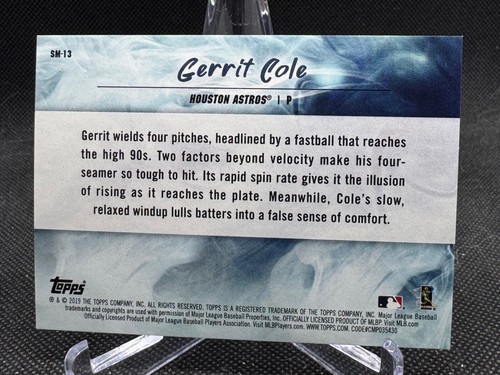 SM-13
Gerrit Cole
HOUSTON ASTROS® | P
Gerrit wields four pitches, headlined by a fastball that reaches
the high 90s. Two factors beyond velocity make his four-
seamer so tough to hit. Its rapid spin rate gives it the illusion
of rising as it reaches the plate. Meanwhile, Cole's slow,
relaxed windup lulls batters into a false sense of comfort.
Topps
® & © 2019 THE TOPPS COMPANY, INC. ALL RIGHTS RESERVED. TOPPS IS A REGISTERED TRADEMARK OF THE TOPPS COMPANY, INC. Major League Baseball
trademarks and copyrights are used with permission of Major League Baseball Properties, Inc. OFFICIALLY LICENSED PRODUCT OF MLBP. Visit MLB.com
Officially Licensed Product of Major League Baseball Players Association. Visit MLBPlayers.com. WWW.TOPPS.COM. CODE#CMP035430